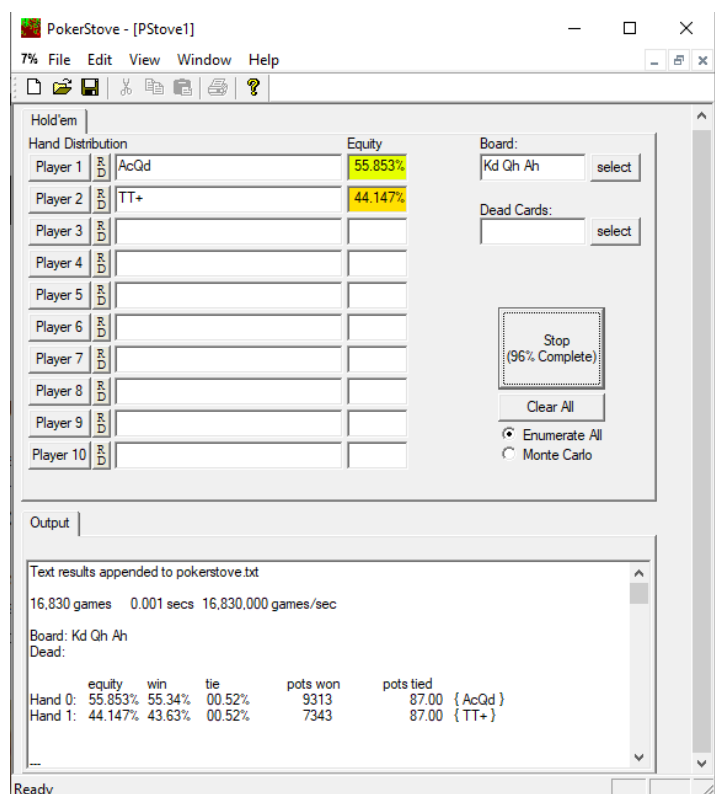 PokerStove - [PStove1]
7% File Edit View Window Help
Hold'em
Hand Distribution Equity Board:
Player 1 R D AcQd 55.853% Kd Qh Ah select
Player 2 R D TT+ 44.147%
Dead Cards:
Player 3 R D select
Player 4 R D
Player 5 R D
Player 6 R D
Stop
Player 7 R D (96% Complete)
Player 8 R D
Clear All
Player 9 R D
Enumerate All
Player 10 R D Monte Carlo
Output
Text results appended to pokerstove.txt
16,830 games 0.001 secs 16,830,000 games/sec
Board: Kd Qh Ah
Dead:
equity win tie pots won pots tied
Hand 0: 55.853% 55.34% 00.52% 9313 87.00 { AcQd }
Hand 1: 44.147% 43.63% 00.52% 7343 87.00 { TT+ }
---
Ready